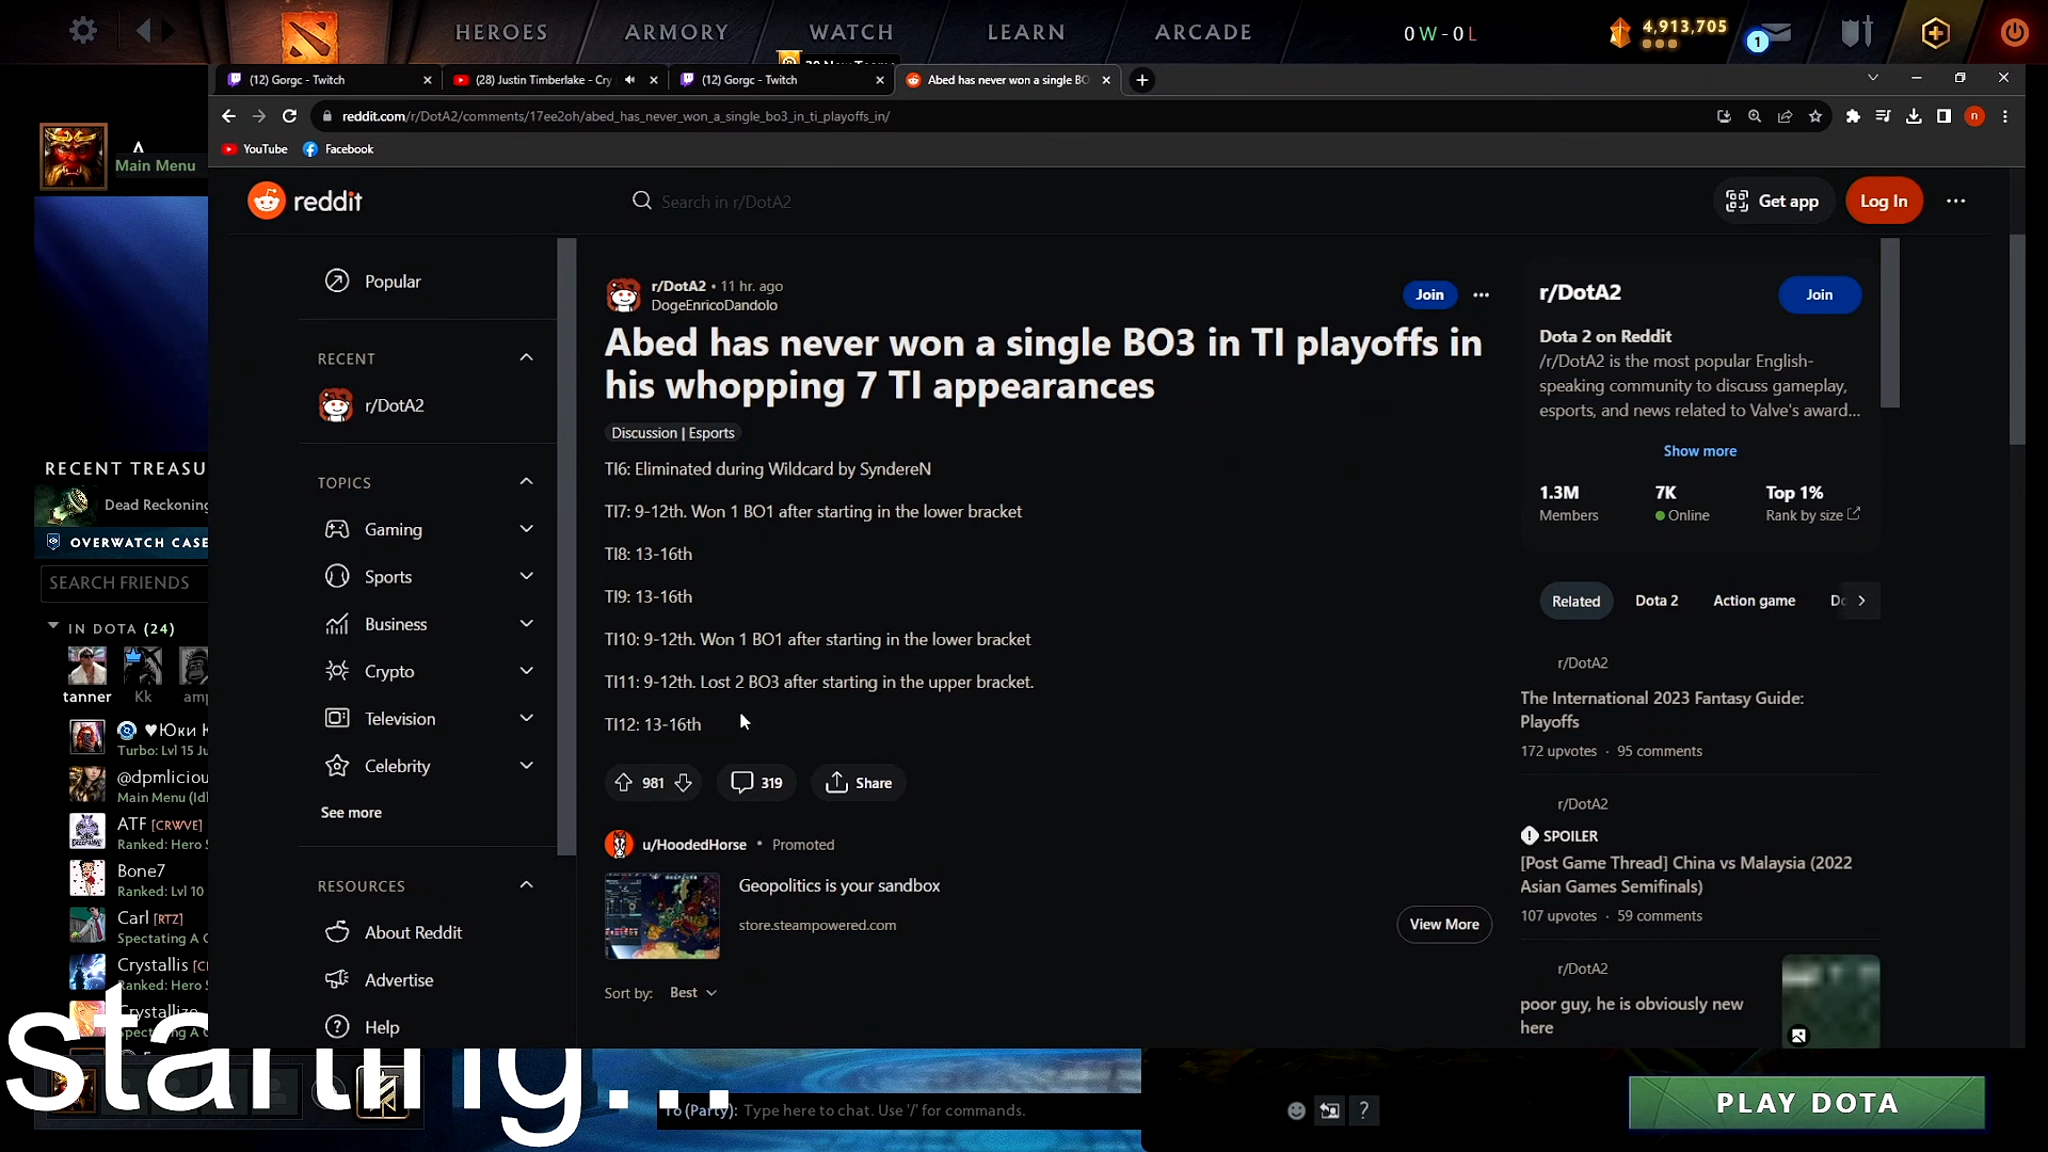 HEROES
ARMORY
WATCH
LEARN
ARCADE
0 W - 0 L
4,913,705
1
(12) Gorgc - Twitch
(28) Justin Timberlake - Cry
(12) Gorgc - Twitch
Abed has never won a single BO
reddit.com/r/DotA2/comments/17ee2oh/abed_has_never_won_a_single_bo3_in_ti_playoffs_in/
n
YouTube
Facebook
Main Menu
RECENT TREASU
Dead Reckoning
OVERWATCH CASE
SEARCH FRIENDS
IN DOTA (24)
tanner
Kk
amp
♥Юки К
Turbo: Lvl 15 Ju
@dpmliciou
Main Menu (Idl
ATF [CRWVE]
Ranked: Hero S
Bone7
Ranked: Lvl 10
Carl [RTZ]
Spectating A G
Crystallis [C
Ranked: Hero S
Crystallize
Spectating A G
starting...
reddit
Search in r/DotA2
Get app
Log In
Popular
RECENT
r/DotA2
TOPICS
Gaming
Sports
Business
Crypto
Television
Celebrity
See more
RESOURCES
About Reddit
Advertise
Help
r/DotA2 • 11 hr. ago
DogeEnricoDandolo
Join
Abed has never won a single BO3 in TI playoffs in
his whopping 7 TI appearances
Discussion | Esports
TI6: Eliminated during Wildcard by SyndereN
TI7: 9-12th. Won 1 BO1 after starting in the lower bracket
TI8: 13-16th
TI9: 13-16th
TI10: 9-12th. Won 1 BO1 after starting in the lower bracket
TI11: 9-12th. Lost 2 BO3 after starting in the upper bracket.
TI12: 13-16th
981
319
Share
u/HoodedHorse • Promoted
Geopolitics is your sandbox
store.steampowered.com
View More
Sort by: Best
r/DotA2
Join
Dota 2 on Reddit
/r/DotA2 is the most popular English-
speaking community to discuss gameplay,
esports, and news related to Valve's award...
Show more
1.3M
Members
7K
Online
Top 1%
Rank by size
Related
Dota 2
Action game
r/DotA2
The International 2023 Fantasy Guide:
Playoffs
172 upvotes · 95 comments
r/DotA2
SPOILER
[Post Game Thread] China vs Malaysia (2022
Asian Games Semifinals)
107 upvotes · 59 comments
r/DotA2
poor guy, he is obviously new
here
To (Party): Type here to chat. Use '/' for commands.
?
PLAY DOTA